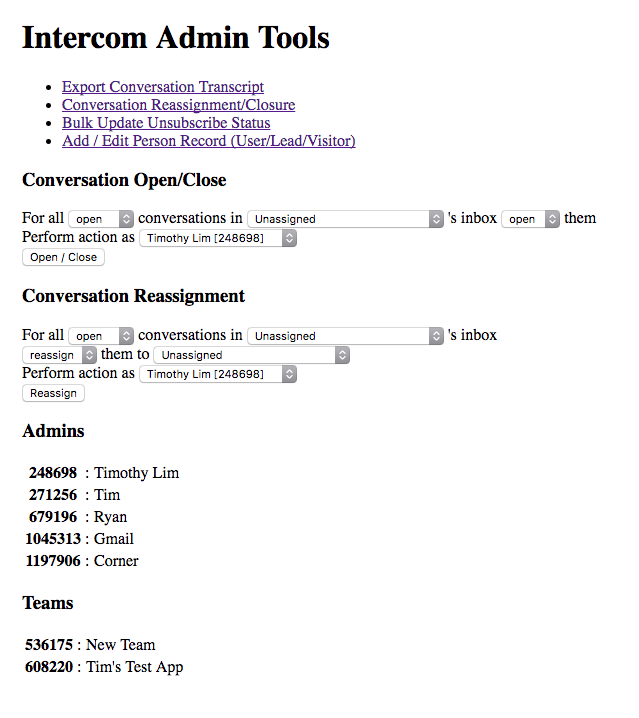 Intercom Admin Tools
Export Conversation Transcript
Conversation Reassignment/Closure
Bulk Update Unsubscribe Status
Add / Edit Person Record (User/Lead/Visitor)
Conversation Open/Close
For all open conversations in Unassigned 's inbox open them
Perform action as Timothy Lim [248698]
Open / Close
Conversation Reassignment
For all open conversations in Unassigned 's inbox
reassign them to Unassigned
Perform action as Timothy Lim [248698]
Reassign
Admins
248698 : Timothy Lim
271256 : Tim
679196 : Ryan
1045313 : Gmail
1197906 : Corner
Teams
536175 : New Team
608220 : Tim's Test App